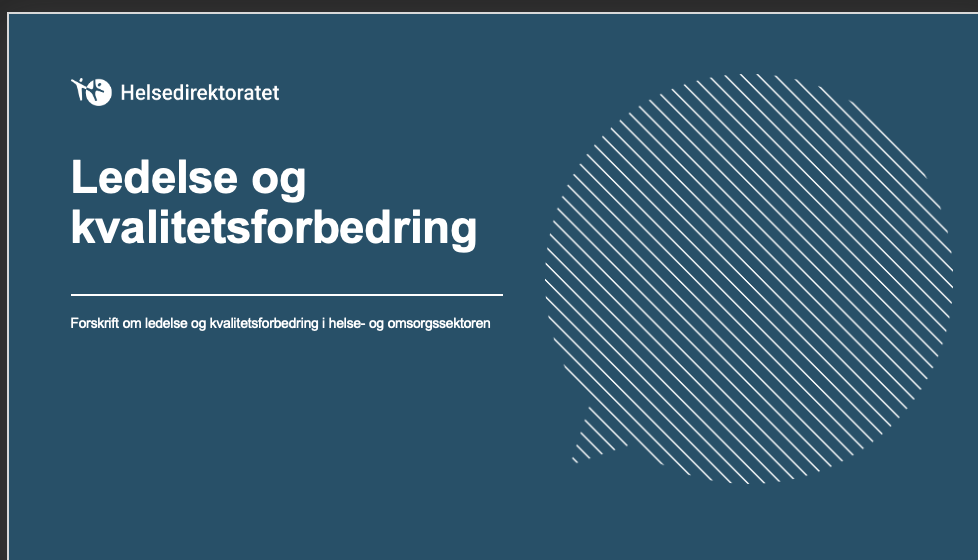 Helsedirektoratet
Ledelse og
kvalitetsforbedring
Forskrift om ledelse og kvalitetsforbedring i helse- og omsorgssektoren